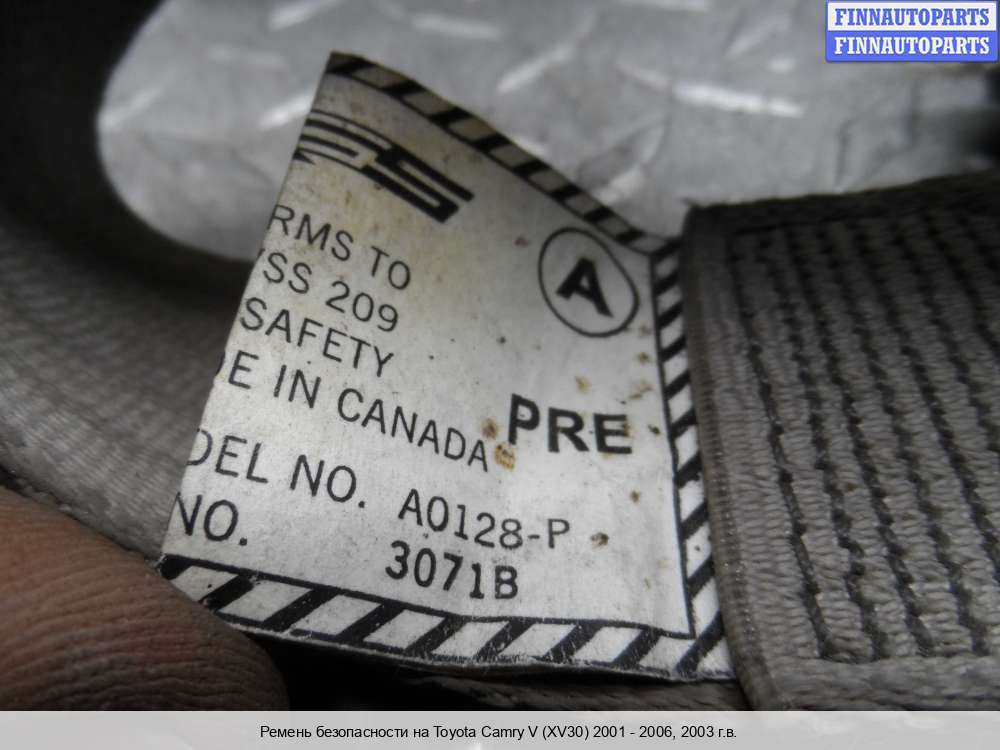 FINNAUTOPARTS
FINNAUTOPARTS
RMS TO
SS 209
SAFETY
E IN CANADA
A
PRE
DEL NO. A0128-P
NO. 3071B
Ремень безопасности на Toyota Camry V (XV30) 2001 - 2006, 2003 г.в.